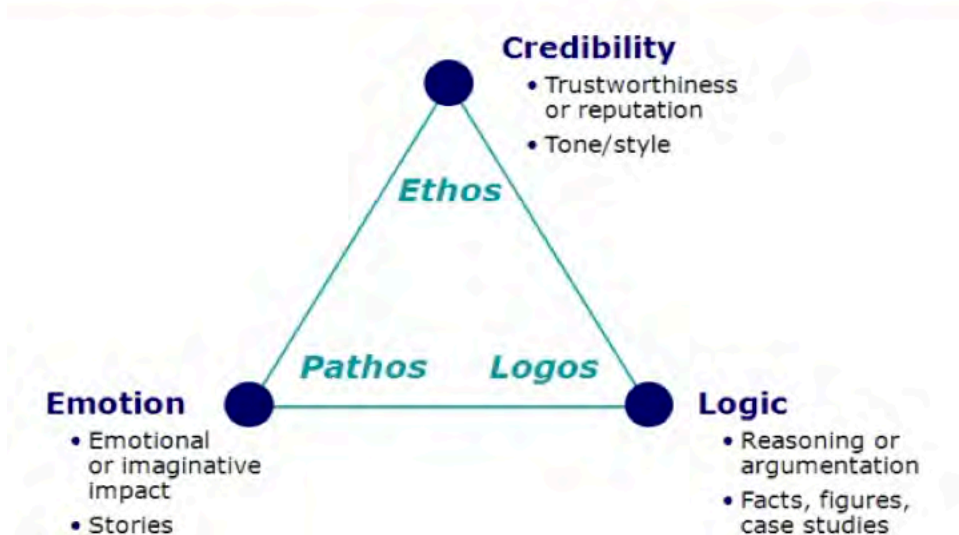 Credibility
• Trustworthiness
or reputation
• Tone/style
Ethos
Pathos
Logos
Emotion
• Emotional
or imaginative
impact
• Stories
Logic
• Reasoning or
argumentation
• Facts, figures,
case studies